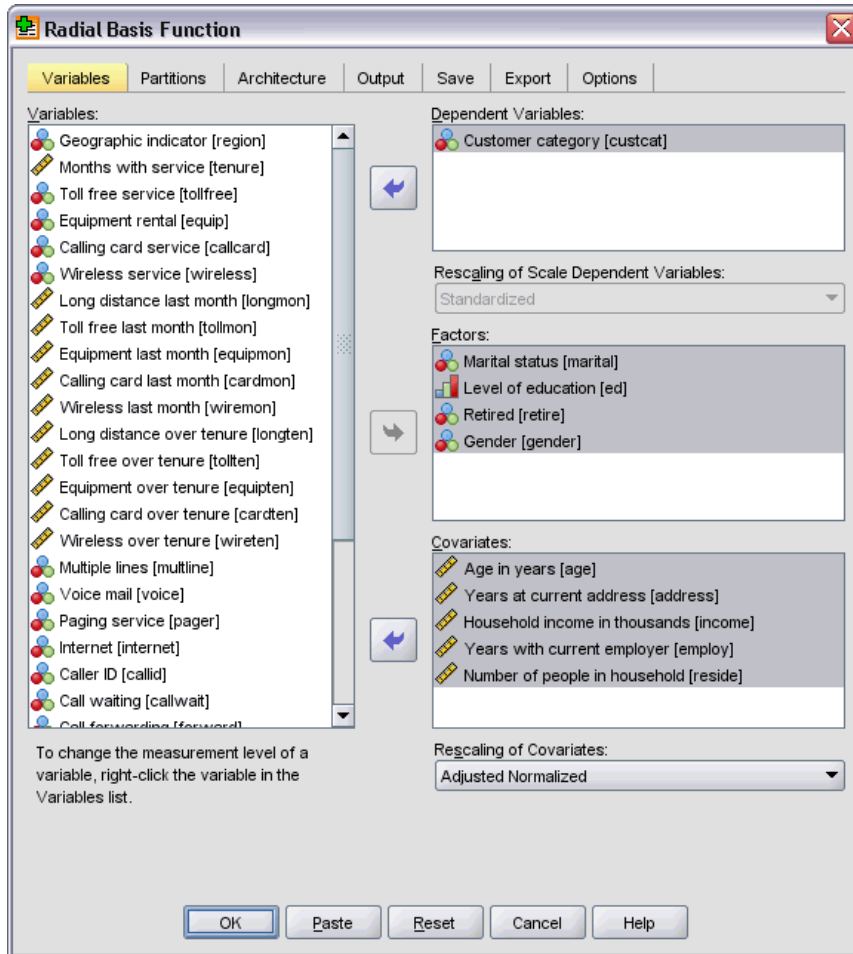 Radial Basis Function
Variables
Partitions
Architecture
Output
Save
Export
Options
Variables:
Geographic indicator [region]
Months with service [tenure]
Toll free service [tollfree]
Equipment rental [equip]
Calling card service [callcard]
Wireless service [wireless]
Long distance last month [longmon]
Toll free last month [tollmon]
Equipment last month [equipmon]
Calling card last month [cardmon]
Wireless last month [wiremon]
Long distance over tenure [longten]
Toll free over tenure [tollten]
Equipment over tenure [equipten]
Calling card over tenure [cardten]
Wireless over tenure [wireten]
Multiple lines [multline]
Voice mail [voice]
Paging service [pager]
Internet [internet]
Caller ID [callid]
Call waiting [callwait]
Call forwarding [forward]
To change the measurement level of a
variable, right-click the variable in the
Variables list.
Dependent Variables:
Customer category [custcat]
Rescaling of Scale Dependent Variables:
Standardized
Factors:
Marital status [marital]
Level of education [ed]
Retired [retire]
Gender [gender]
Covariates:
Age in years [age]
Years at current address [address]
Household income in thousands [income]
Years with current employer [employ]
Number of people in household [reside]
Rescaling of Covariates:
Adjusted Normalized
OK
Paste
Reset
Cancel
Help